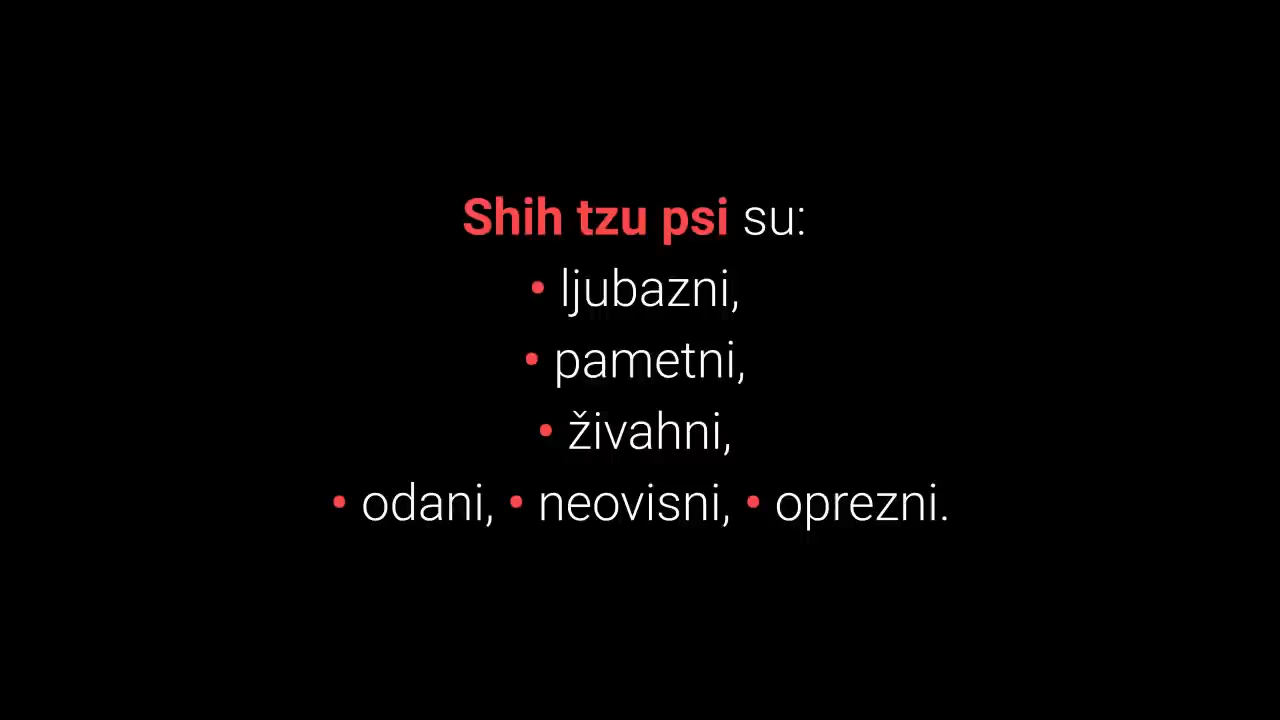 Shih tzu psi su:
• ljubazni,
• pametni,
• živahni,
• odani, • neovisni, • oprezni.